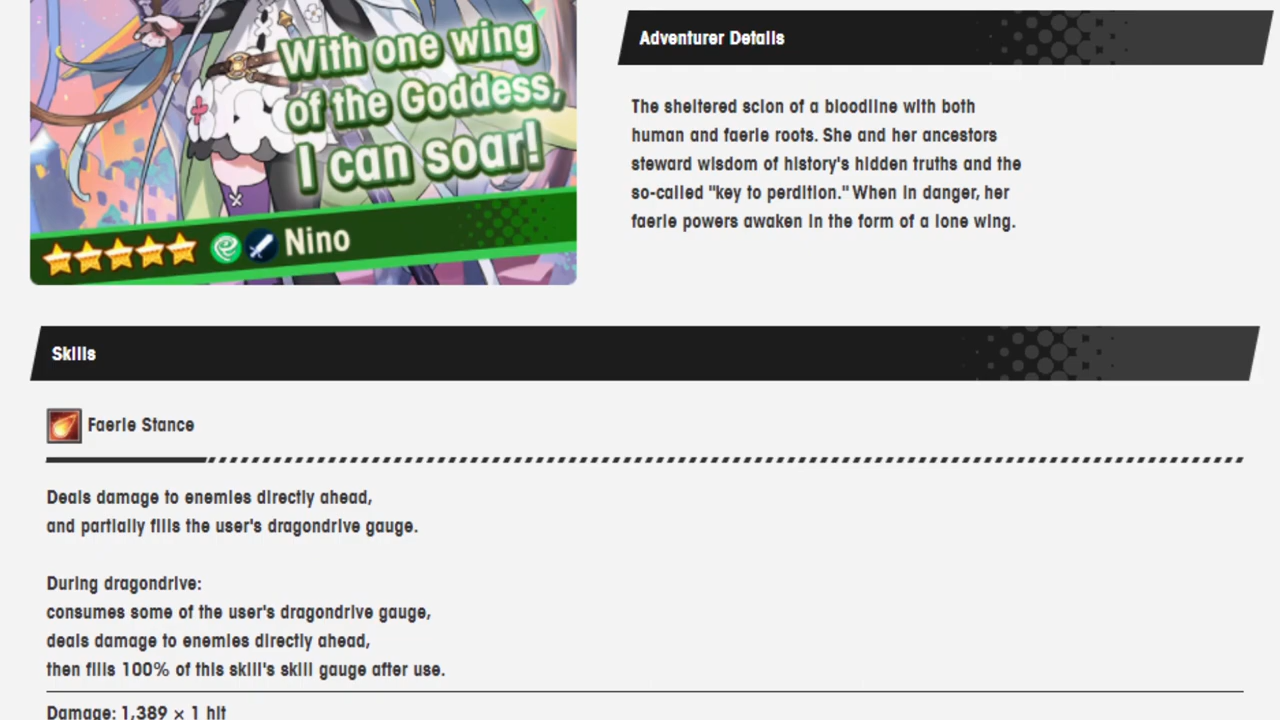 With one wing
of the Goddess,
I can soar!
Nino
Adventurer Details
The sheltered scion of a bloodline with both
human and faerie roots. She and her ancestors
steward wisdom of history's hidden truths and the
so-called "key to perdition." When in danger, her
faerie powers awaken in the form of a lone wing.
Skills
Faerie Stance
Deals damage to enemies directly ahead,
and partially fills the user's dragondrive gauge.
During dragondrive:
consumes some of the user's dragondrive gauge,
deals damage to enemies directly ahead,
then fills 100% of this skill's skill gauge after use.
Damage: 1,389 × 1 hit